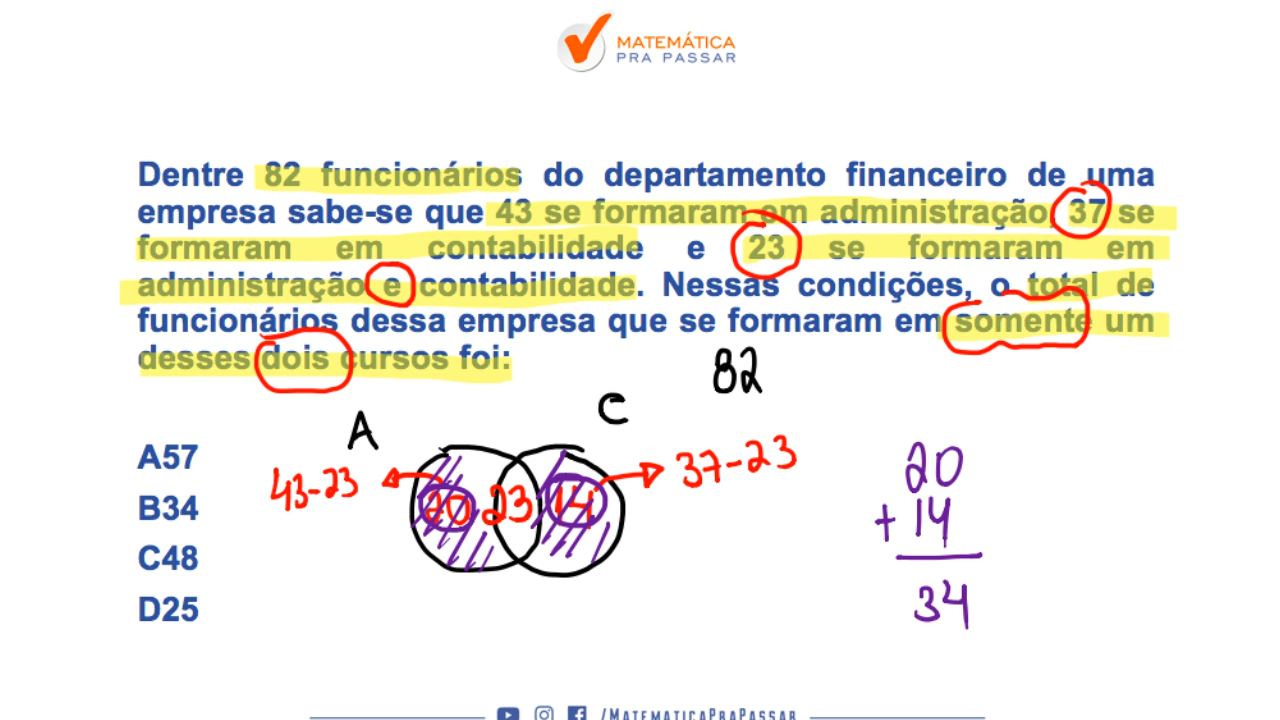 MATEMÁTICA
PRA PASSAR
Dentre 82 funcionários do departamento financeiro de uma
empresa sabe-se que 43 se formaram em administração, 37 se
formaram em contabilidade e 23 se formaram em
administração e contabilidade. Nessas condições, o total de
funcionários dessa empresa que se formaram em somente um
desses dois cursos foi:
82
A C
A57
43-23 20 23 14 37-23
B34
C48
D25
20
+ 14
34
/MATEMATICAPRAPASSAR